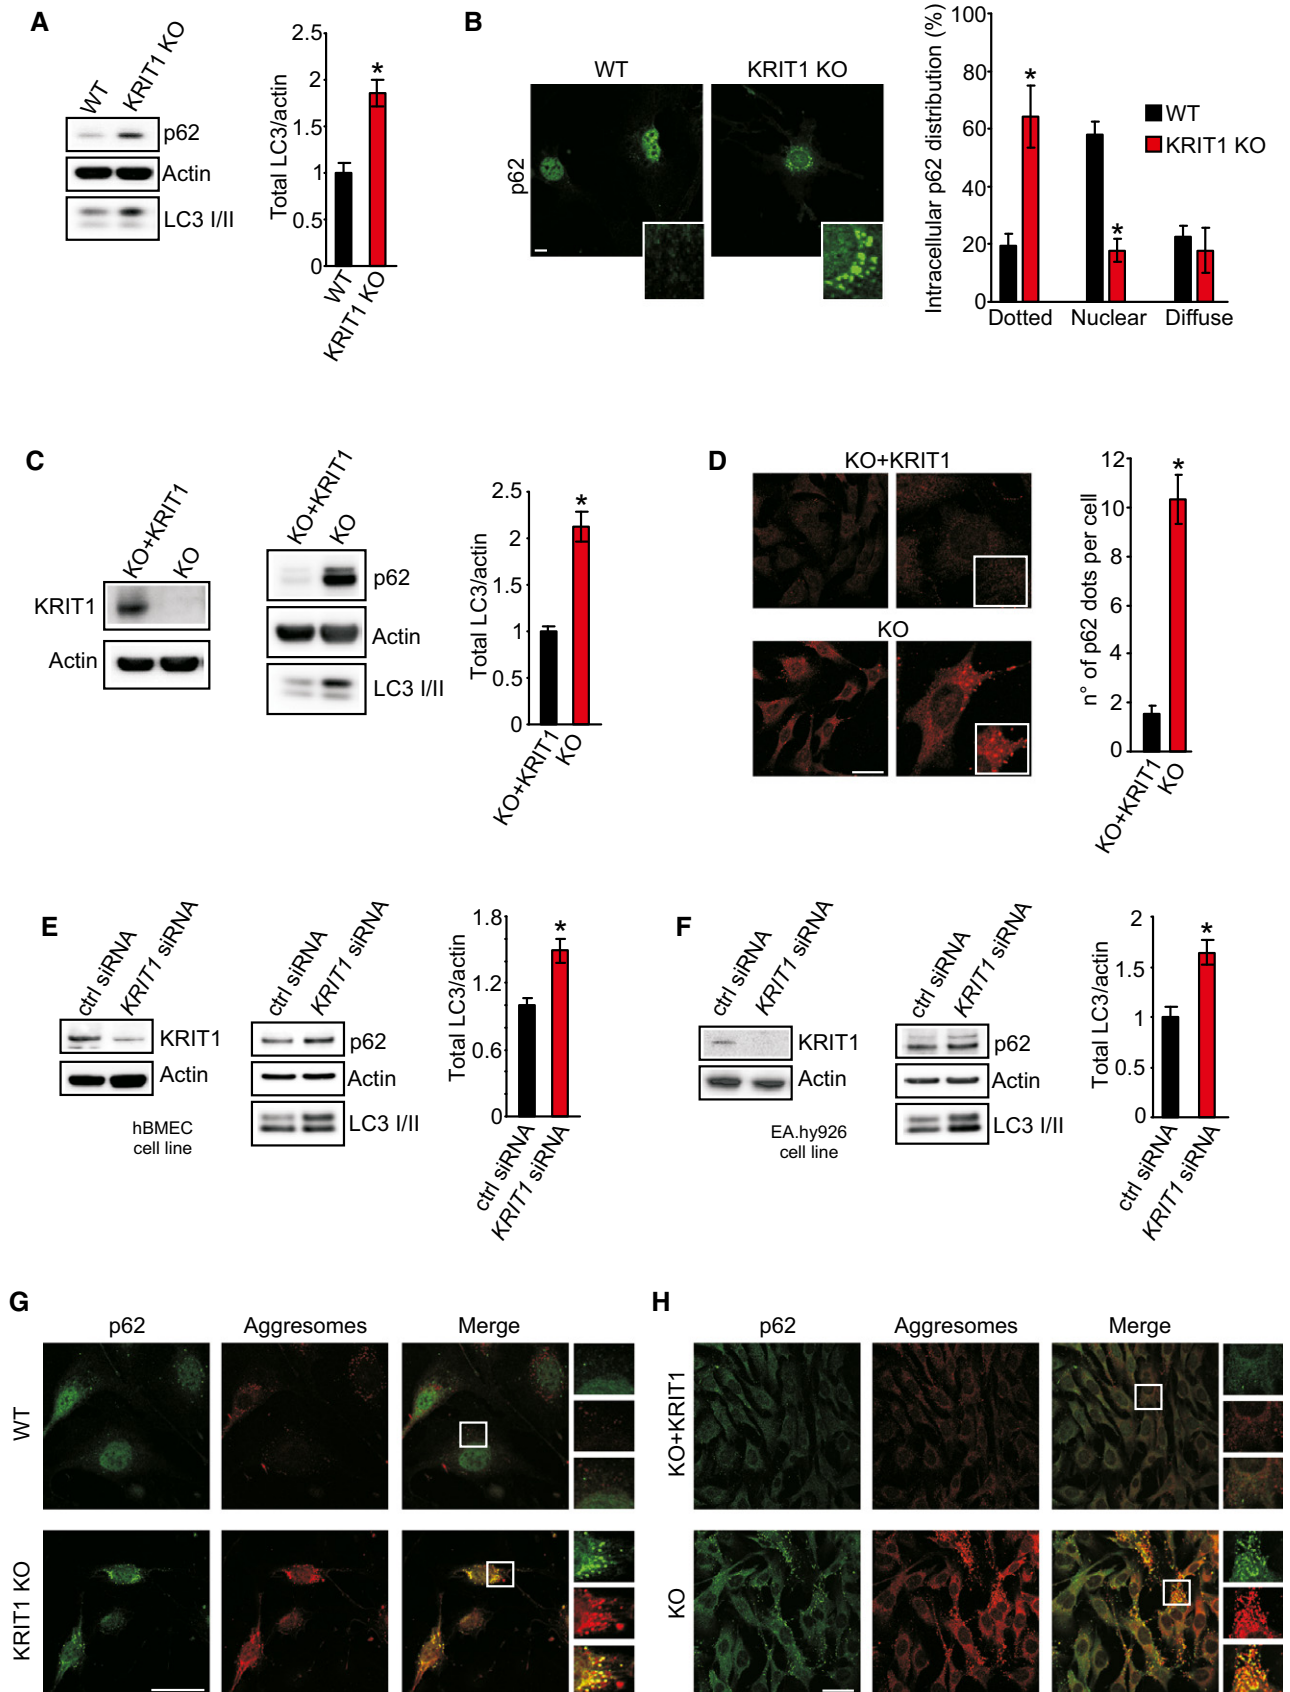 A
WT
KRIT1 KO
p62
Actin
LC3 I/II
Total LC3/actin
2.5
2
1.5
1
0.5
0
WT
KRIT1 KO
B
WT
KRIT1 KO
p62
Intracellular p62 distribution (%)
100
80
60
40
20
0
Dotted Nuclear Diffuse
WT
KRIT1 KO
C
KO+KRIT1
KO
KRIT1
Actin
KO+KRIT1
KO
p62
Actin
LC3 I/II
Total LC3/actin
2.5
2
1.5
1
0.5
0
*
KO+KRIT1
KO
D
KO+KRIT1
KO
n° of p62 dots per cell
12
10
8
6
4
2
0
*
KO+KRIT1
KO
E
ctrl siRNA
KRIT1 siRNA
KRIT1
Actin
hBMEC
cell line
ctrl siRNA
KRIT1 siRNA
p62
Actin
LC3 I/II
Total LC3/actin
1.8
1.2
0.6
0
*
ctrl siRNA
KRIT1 siRNA
F
ctrl siRNA
KRIT1 siRNA
KRIT1
Actin
EA.hy926
cell line
ctrl siRNA
KRIT1 siRNA
p62
Actin
LC3 I/II
Total LC3/actin
2
1.5
1
0.5
0
*
ctrl siRNA
KRIT1 siRNA
G
p62 Aggresomes Merge
WT
KRIT1 KO
H
p62 Aggresomes Merge
KO+KRIT1
KO